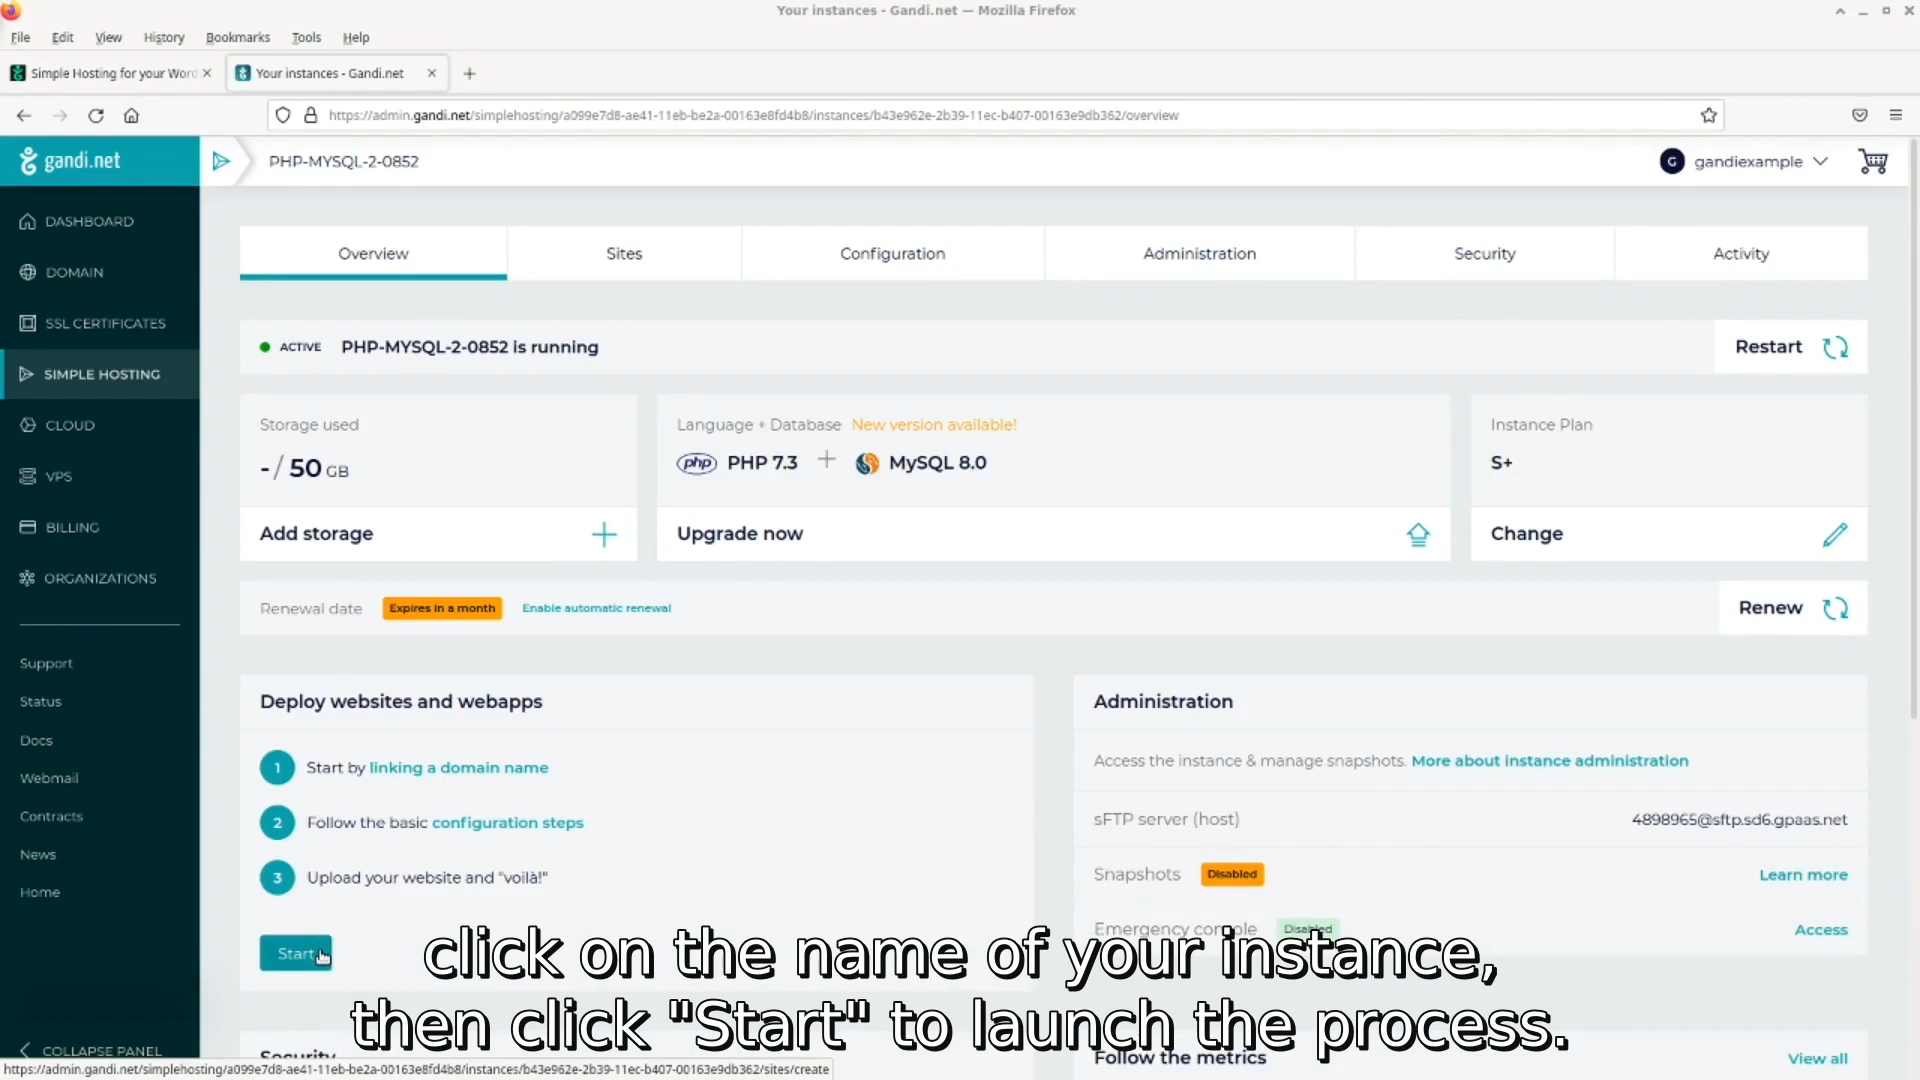 Your instances - Gandi.net — Mozilla Firefox
File Edit View History Bookmarks Tools Help
Simple Hosting for your Word
Your instances - Gandi.net
https://admin.gandi.net/simplehosting/a099e7d8-ae41-11eb-be2a-00163e8fd4b8/instances/b43e962e-2b39-11ec-b407-00163e9db362/overview
gandi.net
PHP-MYSQL-2-0852
G gandiexample
DASHBOARD
DOMAIN
SSL CERTIFICATES
SIMPLE HOSTING
CLOUD
VPS
BILLING
ORGANIZATIONS
Support
Status
Docs
Webmail
Contracts
News
Home
COLLAPSE PANEL
Overview Sites Configuration Administration Security Activity
ACTIVE PHP-MYSQL-2-0852 is running
Restart
Storage used
- / 50 GB
Add storage
Language + Database New version available!
php PHP 7.3 + MySQL 8.0
Upgrade now
Instance Plan
S+
Change
Renewal date Expires in a month Enable automatic renewal
Renew
Deploy websites and webapps
1 Start by linking a domain name
2 Follow the basic configuration steps
3 Upload your website and "voilà!"
Start
Administration
Access the instance & manage snapshots. More about instance administration
sFTP server (host) 4898965@sftp.sd6.gpaas.net
Snapshots Disabled Learn more
Emergency console Disabled Access
click on the name of your instance,
then click "Start" to launch the process.
Security
Follow the metrics View all
https://admin.gandi.net/simplehosting/a099e7d8-ae41-11eb-be2a-00163e8fd4b8/instances/b43e962e-2b39-11ec-b407-00163e9db362/sites/create